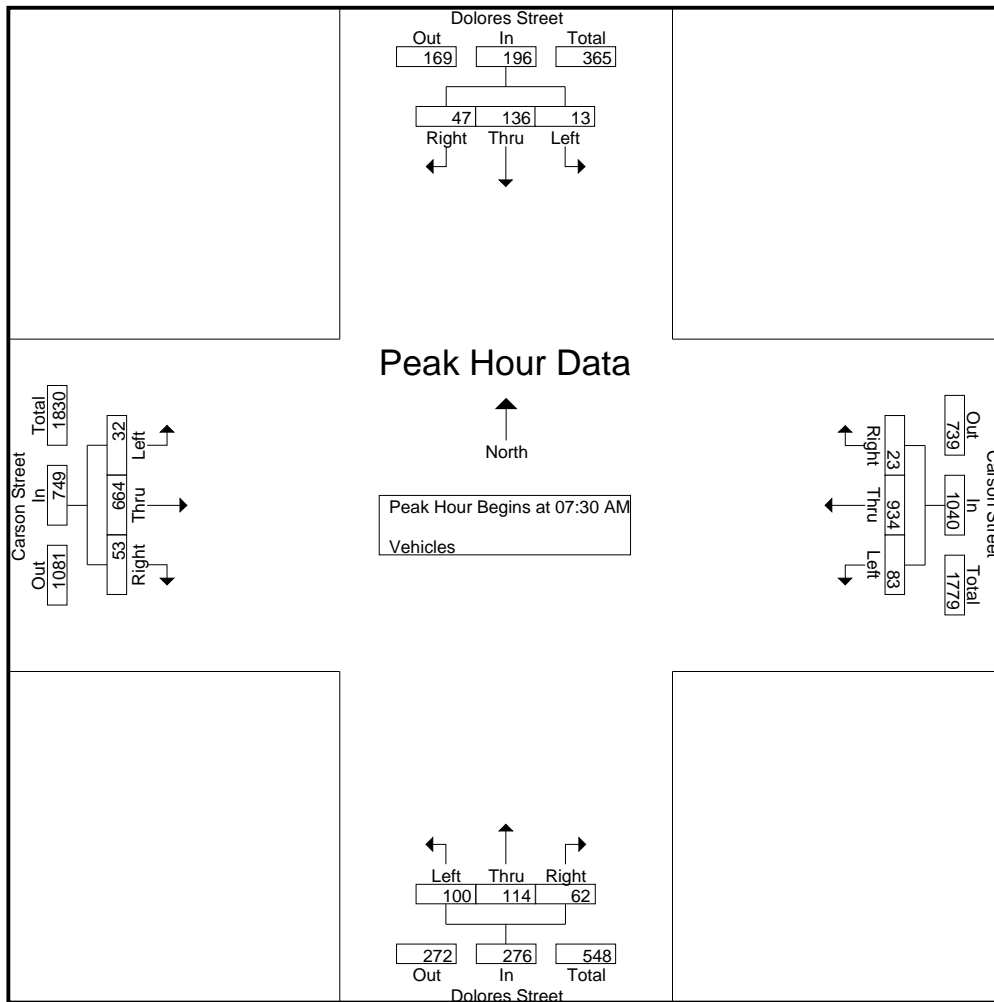 Dolores Street
Out In Total
169 196 365
47 136 13
Right Thru Left
Peak Hour Data
North
Peak Hour Begins at 07:30 AM
Vehicles
Carson Street
Out In Total
1081 749 1830
53 664 32
Right Thru Left
Carson Street
Out In Total
739 1040 1779
23 934 83
Right Thru Left
Left Thru Right
100 114 62
272 276 548
Out In Total
Dolores Street